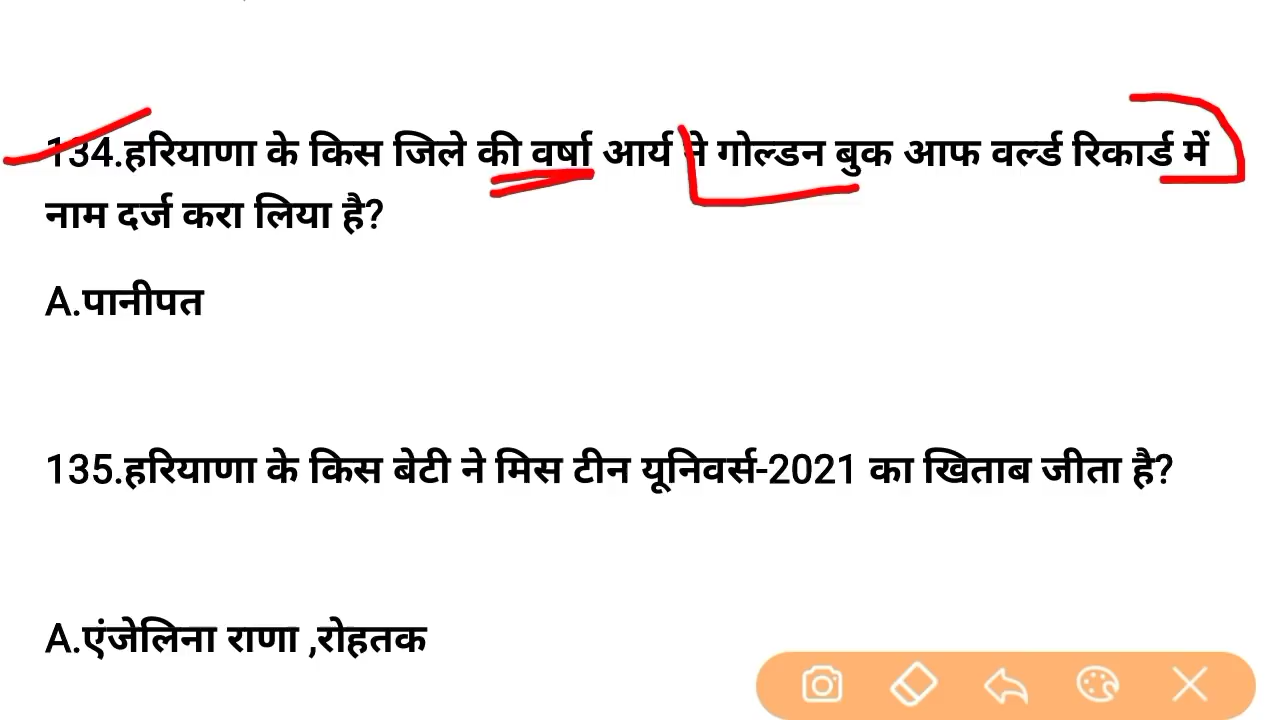 134.हरियाणा के किस जिले की वर्षा आर्य ने गोल्डन बुक आफ वर्ल्ड रिकार्ड में
नाम दर्ज करा लिया है?
A.पानीपत
135.हरियाणा के किस बेटी ने मिस टीन यूनिवर्स-2021 का खिताब जीता है?
A.एंजेलिना राणा ,रोहतक